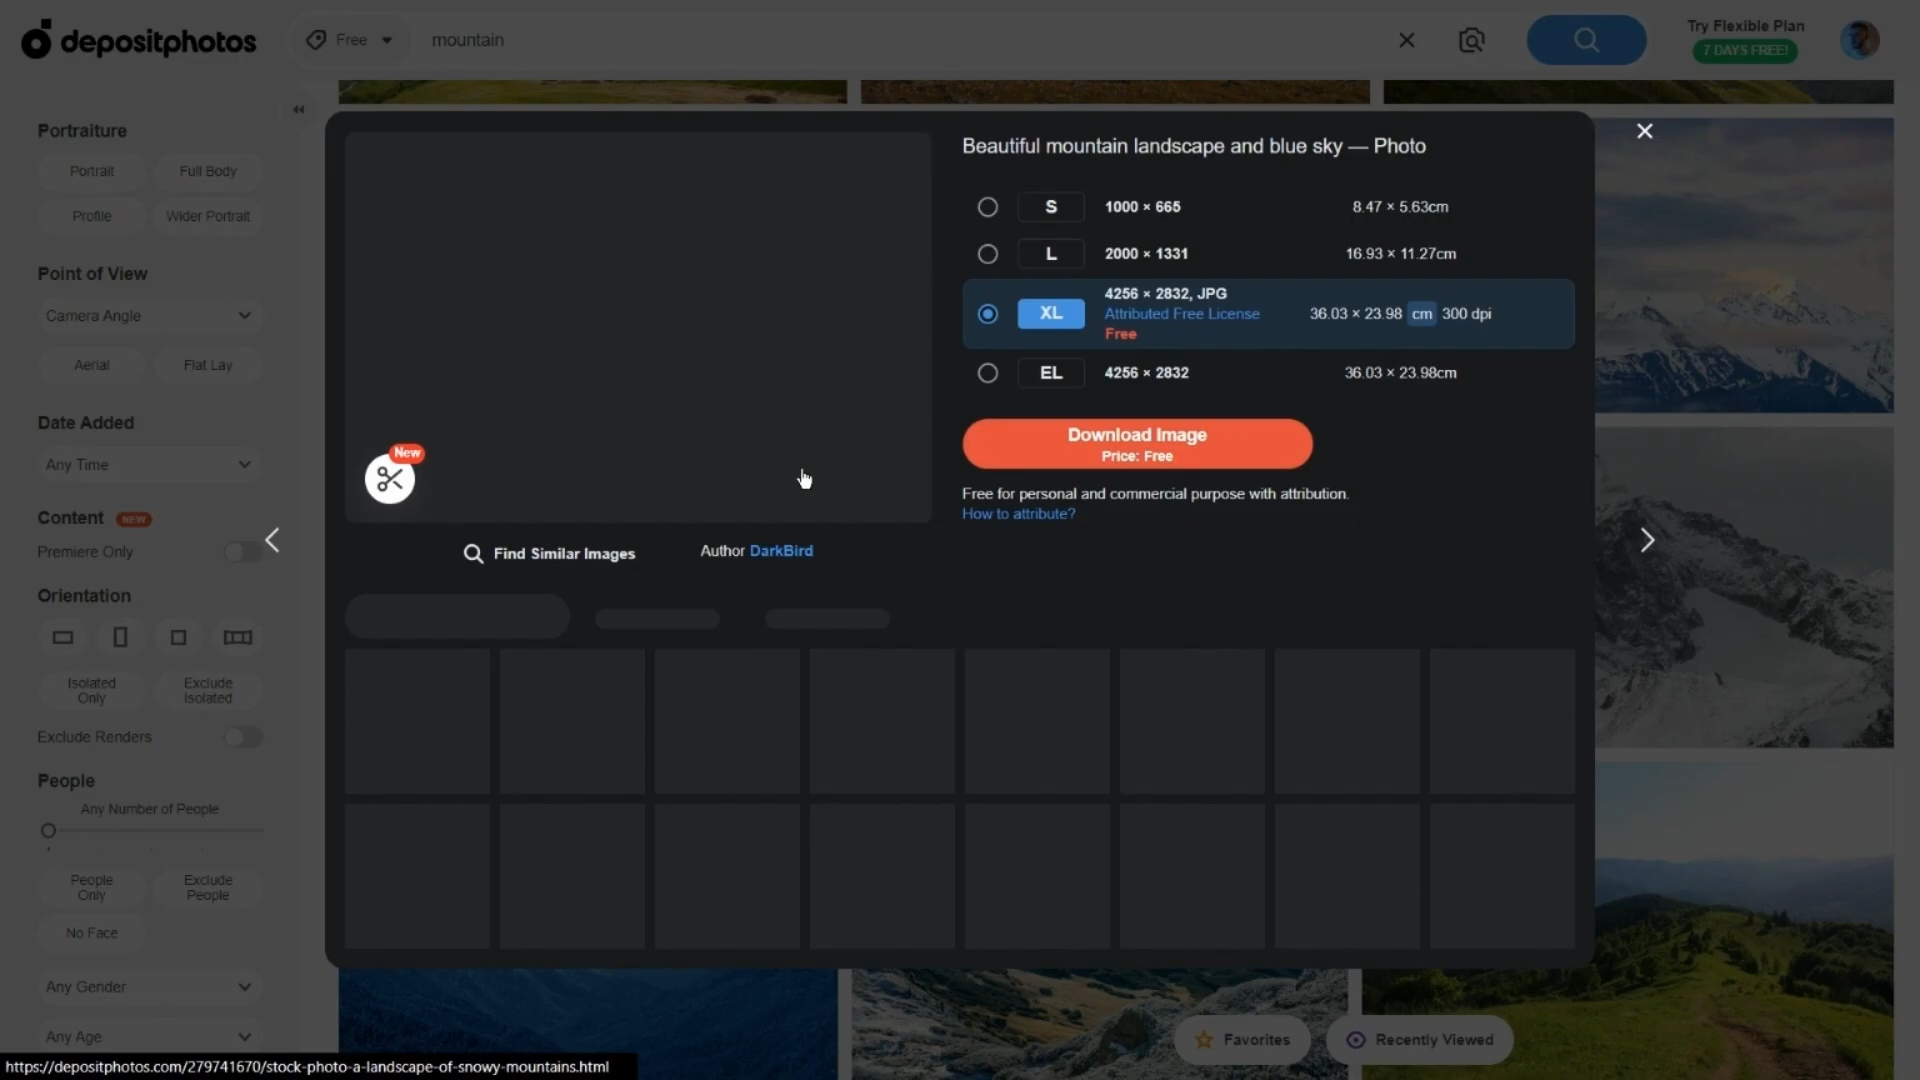 depositphotos
Free
mountain
Try Flexible Plan
7 DAYS FREE!
Portraiture
Portrait
Full Body
Profile
Wider Portrait
Point of View
Camera Angle
Aerial
Flat Lay
Date Added
Any Time
Content NEW
Premiere Only
Orientation
Isolated
Only
Exclude
Isolated
Exclude Renders
People
Any Number of People
People
Only
Exclude
People
No Face
Any Gender
Any Age
Beautiful mountain landscape and blue sky — Photo
S 1000 × 665 8.47 × 5.63cm
L 2000 × 1331 16.93 × 11.27cm
XL 4256 × 2832, JPG
Attributed Free License 36.03 × 23.98 cm 300 dpi
Free
EL 4256 × 2832 36.03 × 23.98cm
Download Image
Price: Free
Free for personal and commercial purpose with attribution.
How to attribute?
New
Find Similar Images
Author DarkBird
Favorites
Recently Viewed
https://depositphotos.com/279741670/stock-photo-a-landscape-of-snowy-mountains.html